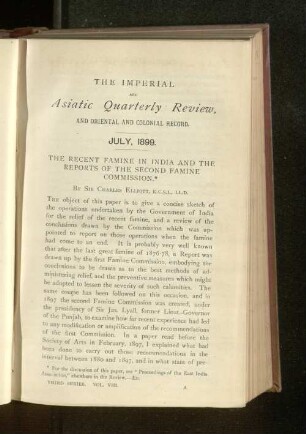 THE IMPERIAL
AND
Asiatic Quarterly Review,
AND ORIENTAL AND COLONIAL RECORD.
JULY, 1899.
THE RECENT FAMINE IN INDIA AND THE
REPORTS OF THE SECOND FAMINE
COMMISSION.*
BY SIR CHARLES ELLIOTT, K.C.S.I., LL.D.
THE object of this paper is to give a concise sketch of
the operations undertaken by the Government of India
for the relief of the recent famine, and a review of the
conclusions drawn by the Commission which was ap-
pointed to report on those operations when the famine
had come to an end. It is probably very well known
that after the last great famine of 1876-78, a Report was
drawn up by the first Famine Commission, embodying the
conclusions to be drawn as to the best methods of ad-
ministering relief and the preventive measures which might
be adopted to lessen the severity of such calamities. The
same usage has been followed on this occasion, and in
1897 the second Famine Commission was created, under
the presidency of Sir Jas. Lyall, former Lieut.-Governor
of the Punjab, to examine how far recent experience had led
to any modification or amplification of the recommendations
of the first Commission. In a paper read before the
Society of Arts in February, 1897, I explained what had
been done to carry out those recommendations in the
interval between 1880 and 1897, and in what state of pre-
* For the discussion of this paper, see "Proceedings of the East India
Association," elsewhere in the Review.—ED.
THIRD SERIES. VOL. VIII. A